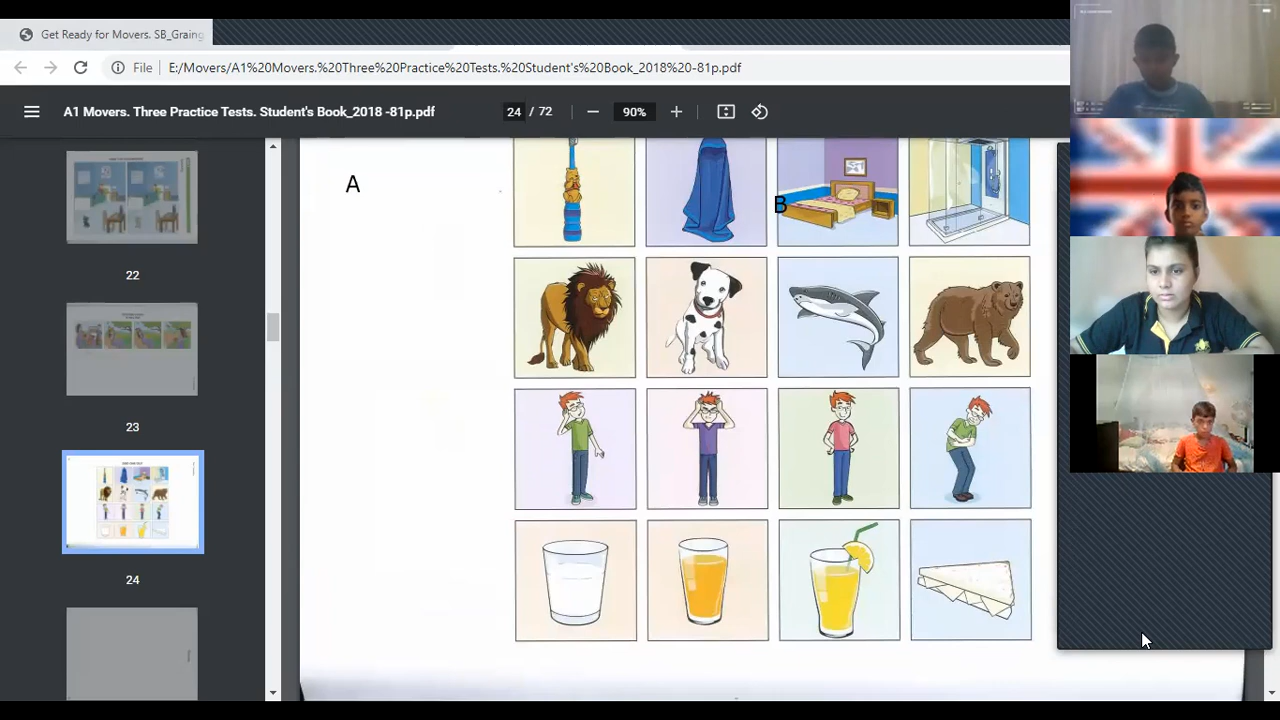 Get Ready for Movers. SB_Graing
File
E:/Movers/A1%20Movers.%20Three%20Practice%20Tests.%20Student's%20Book_2018%20-81p.pdf
A1 Movers. Three Practice Tests. Student's Book_2018 -81p.pdf
24 / 72
90%
A
B
22
23
24